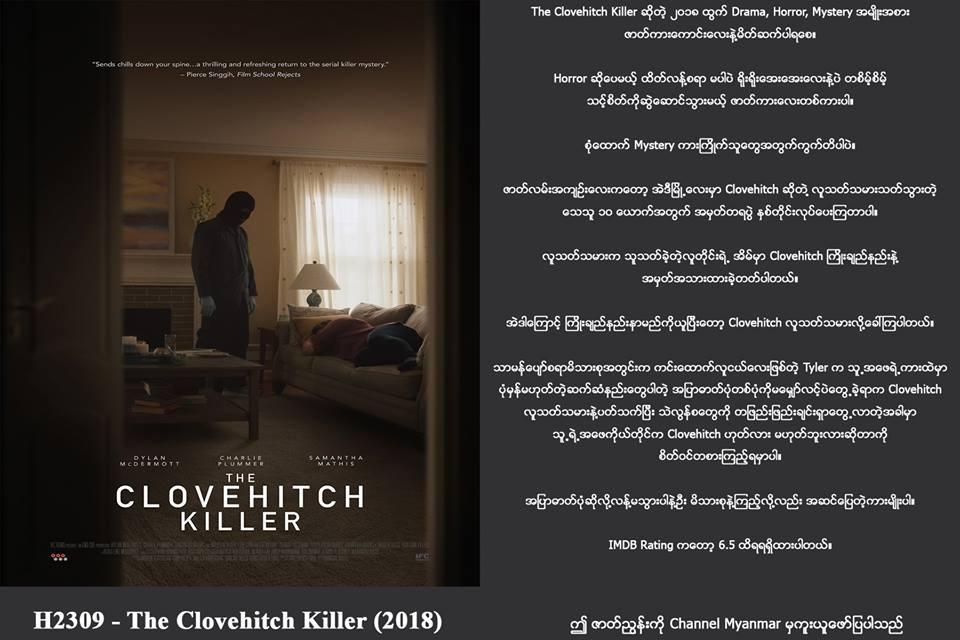 "Sends chills down your spine...a thrilling and refreshing return to the serial killer mystery."
– Pierce Singgih, Film School Rejects
DYLAN McDERMOTT
CHARLIE PLUMMER
SAMANTHA MATHIS
THE
CLOVEHITCH
KILLER
IFC
H2309 - The Clovehitch Killer (2018)
The Clovehitch Killer ဆိုတဲ့ ၂၀၁၈ ထွက် Drama, Horror, Mystery အမျိုးအစား
ဇာတ်ကားကောင်းလေးနဲ့မိတ်ဆက်ပါရစေ။
Horror ဆိုပေမယ့် ထိတ်လန့်စရာ မပါပဲ ရိုးရိုးအေးအေးလေးနဲ့ပဲ တစိမ့်စိမ့်
သင့်စိတ်ကိုဆွဲဆောင်သွားမယ့် ဇာတ်ကားလေးတစ်ကားပါ။
စုံထောက် Mystery ကားကြိုက်သူတွေအတွက်ကွက်တိပါပဲ။
ဇာတ်လမ်းအကျဉ်းလေးကတော့ အဲဒီမြို့လေးမှာ Clovehitch ဆိုတဲ့ လူသတ်သမားသတ်သွားတဲ့
သေသူ ၁၀ ယောက်အတွက် အမှတ်တရပွဲ နှစ်တိုင်းလုပ်ပေးကြတာပါ။
လူသတ်သမားက သူသတ်ခဲ့တဲ့လူတိုင်းရဲ့ အိမ်မှာ Clovehitch ကြိုးချည်နည်းနဲ့
အမှတ်အသားထားခဲ့တတ်ပါတယ်။
အဲဒါကြောင့် ကြိုးချည်နည်းနာမည်ကိုယူပြီးတော့ Clovehitch လူသတ်သမားလို့ခေါ်ကြပါတယ်။
သာမန်ပျော်စရာမိသားစုအတွင်းက ကင်းထောက်လူငယ်လေးဖြစ်တဲ့ Tyler က သူ့အဖေရဲ့ကားထဲမှာ
ပုံမှန်မဟုတ်တဲ့ဆက်ဆံနည်းတွေပါတဲ့ အပြာဓာတ်ပုံတစ်ပုံကိုမမျှော်လင့်ပဲတွေ့ခဲ့ရာက Clovehitch
လူသတ်သမားနဲ့ပတ်သက်ပြီး သဲလွန်စတွေကို တဖြည်းဖြည်းချင်းရှာတွေ့လာတဲ့အခါမှာ
သူ့ရဲ့အဖေကိုယ်တိုင်က Clovehitch ဟုတ်လား မဟုတ်ဘူးလားဆိုတာကို
စိတ်ဝင်တစားကြည့်ရမှာပါ။
အပြာဓာတ်ပုံဆိုလို့လန့်မသွားပါနဲ့ဦး မိသားစုနဲ့ကြည့်လို့လည်း အဆင်ပြေတဲ့ကားမျိုးပါ။
IMDB Rating ကတော့ 6.5 ထိရရှိထားပါတယ်။
ဤ ဇာတ်ညွှန်းကို Channel Myanmar မှကူးယူဖော်ပြပါသည်